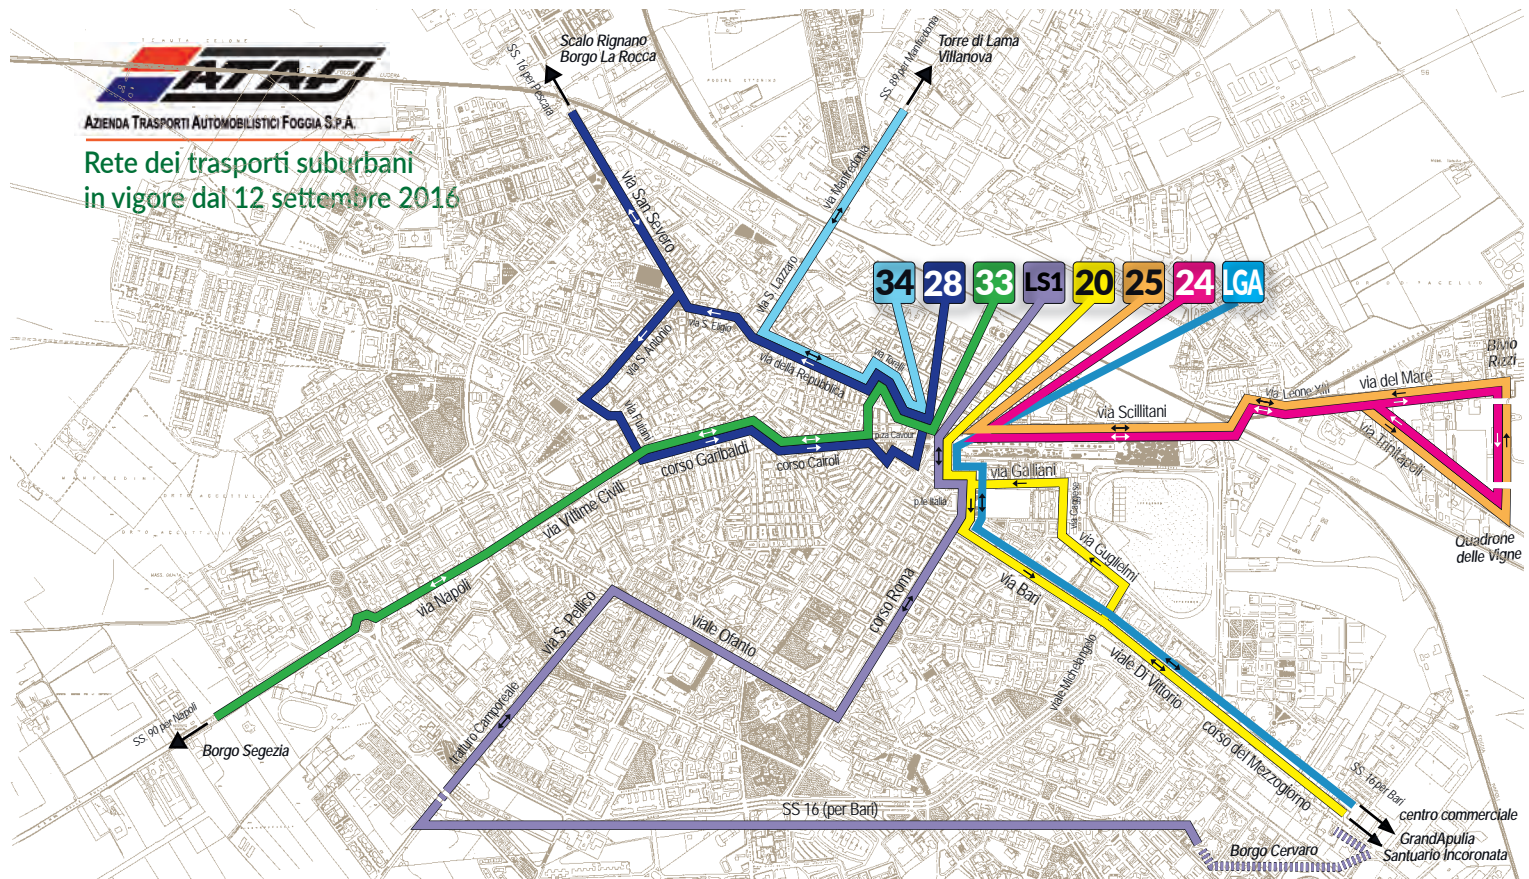 ATAF
AZIENDA TRASPORTI AUTOMOBILISTICI FOGGIA S.P.A.
Rete dei trasporti suburbani
in vigore dal 12 settembre 2016
SS. 16 per Pescara
Scalo Rignano
Borgo La Rocca
SS. 89 per Manfredonia
Torre di Lama
Villanova
via San Severo
via Manfredonia
via S. Lazzaro
34
28
33
LS1
20
25
24
LGA
via S. Eligio
via S. Antonio
via della Repubblica
via Torelli
via Fuiani
p.zza Cavour
corso Garibaldi
corso Cairoli
via Scillitani
via Leone XIII
via del Mare
Bivio
Rizzi
via Trinitapoli
Quadrone
delle Vigne
via Galliani
p.le Italia
via Guglielmi
via Bari
via Vittime Civili
via Napoli
SS. 90 per Napoli
Borgo Segezia
via S. Pellico
viale Ofanto
corso Roma
viale Michelangelo
viale Di Vittorio
tratturo Camporeale
corso del Mezzogiorno
SS 16 (per Bari)
SS. 16 per Bari
centro commerciale
GrandApulia
Santuario Incoronata
Borgo Cervaro